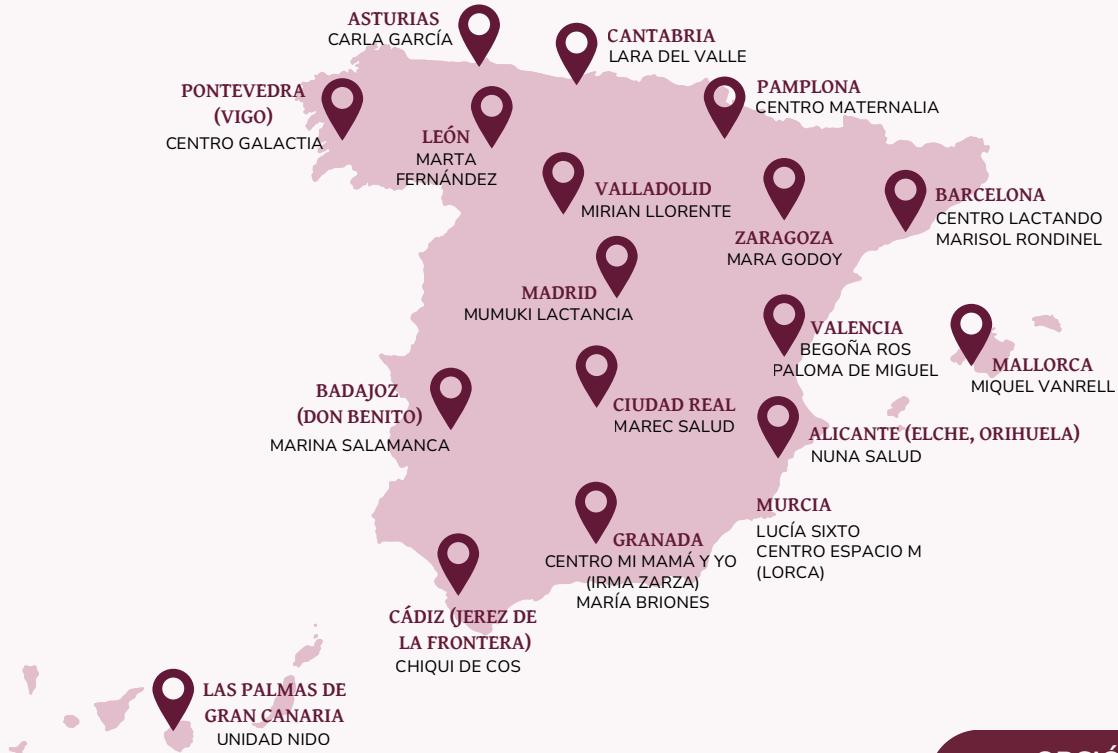 ASTURIAS
CARLA GARCÍA
CANTABRIA
LARA DEL VALLE
PONTEVEDRA
(VIGO)
CENTRO GALACTIA
LEÓN
MARTA
FERNÁNDEZ
PAMPLONA
CENTRO MATERNALIA
VALLADOLID
MIRIAN LLORENTE
ZARAGOZA
MARA GODOY
BARCELONA
CENTRO LACTANDO
MARISOL RONDINEL
MADRID
MUMUKI LACTANCIA
VALENCIA
BEGOÑA ROS
PALOMA DE MIGUEL
MALLORCA
MIQUEL VANRELL
BADAJOZ
(DON BENITO)
MARINA SALAMANCA
CIUDAD REAL
MAREC SALUD
ALICANTE (ELCHE, ORIHUELA)
NUNA SALUD
MURCIA
LUCÍA SIXTO
CENTRO ESPACIO M
(LORCA)
GRANADA
CENTRO MI MAMÁ Y YO
(IRMA ZARZA)
MARÍA BRIONES
CÁDIZ (JEREZ DE
LA FRONTERA)
CHIQUI DE COS
LAS PALMAS DE
GRAN CANARIA
UNIDAD NIDO